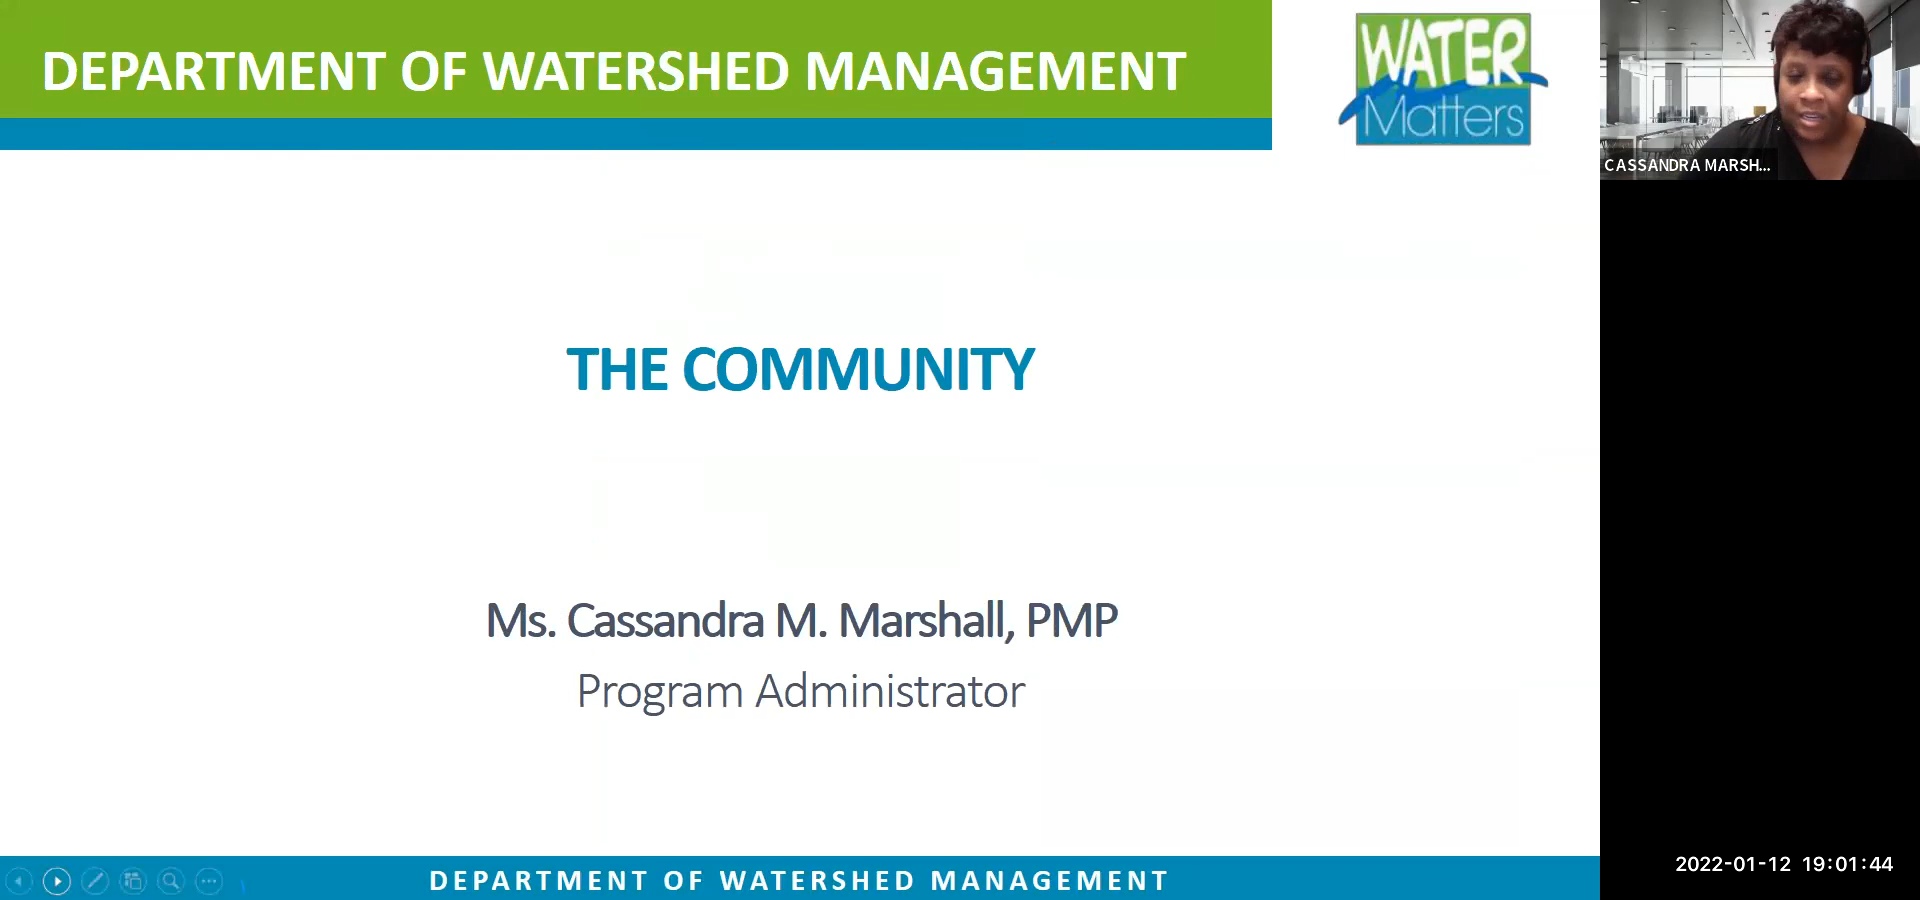 DEPARTMENT OF WATERSHED MANAGEMENT
WATER
Matters
CASSANDRA MARSH...
THE COMMUNITY
Ms. Cassandra M. Marshall, PMP
Program Administrator
2022-01-12 19:01:44
DEPARTMENT OF WATERSHED MANAGEMENT